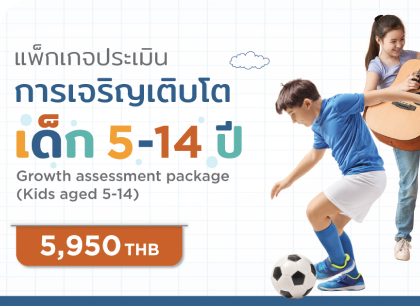 แพ็กเกจประเมิน
การเจริญเติบโต
เด็ก 5-14 ปี
Growth assessment package
(Kids aged 5-14)
5,950 THB